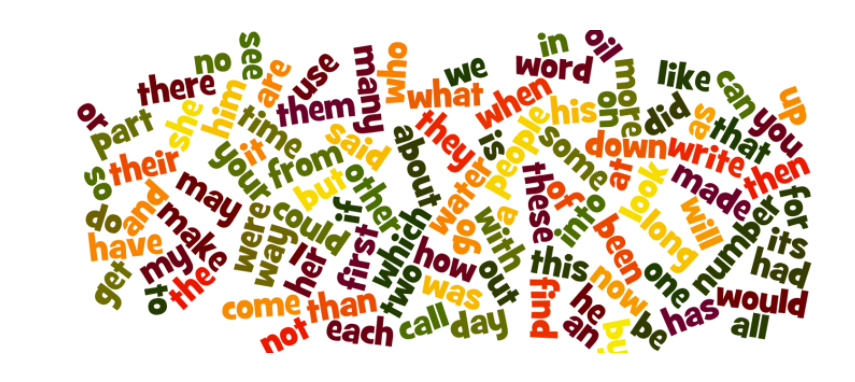 see
no
there
are
use
many
who
we
what
in
oil
word
like
can
up
or
part
she
him
them
time
when
his
more
on
did
as
that
you
their
your
it
from
said
about
they
is
people
some
down
at
write
then
so
and
may
but
other
water
these
of
look
made
for
do
have
make
were
could
if
which
go
a
with
into
long
will
number
its
get
my
way
I
her
first
how
this
been
one
had
to
the
two
was
out
now
come
than
find
he
has
would
not
each
call
day
an
by
be
all